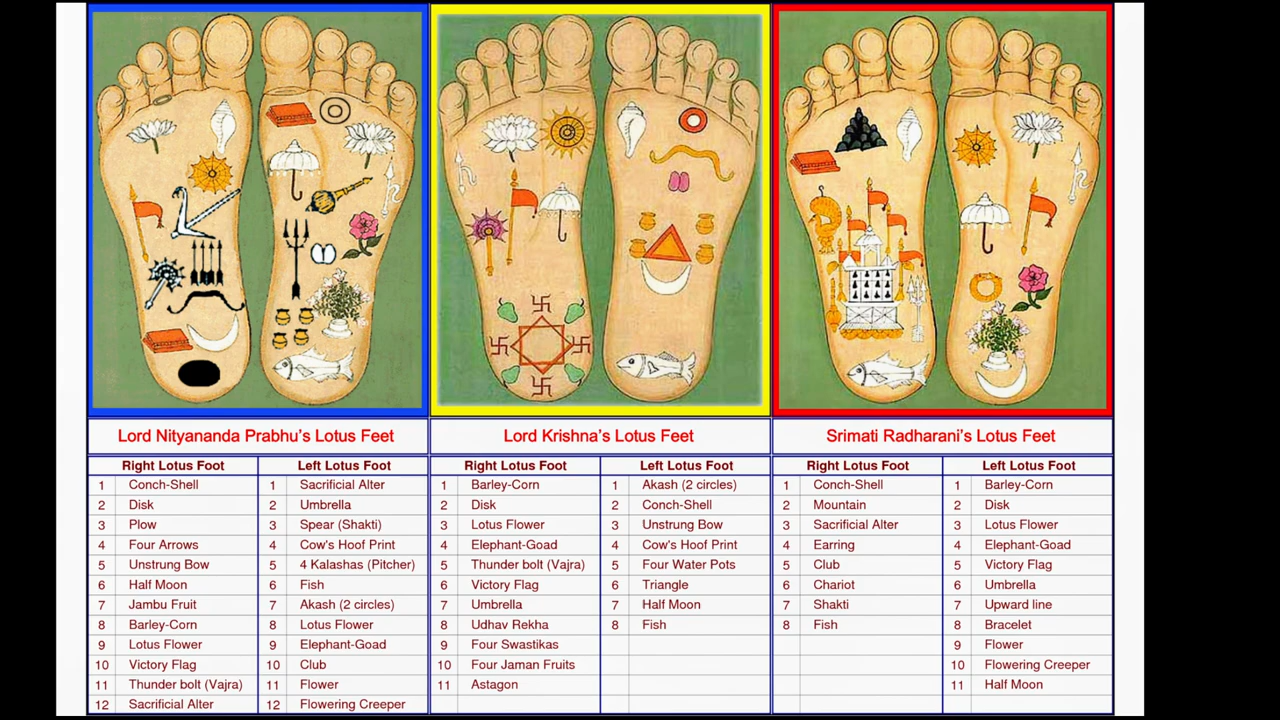 Lord Nityananda Prabhu's Lotus Feet Lord Krishna's Lotus Feet Srimati Radharani's Lotus Feet
Right Lotus Foot Left Lotus Foot Right Lotus Foot Left Lotus Foot Right Lotus Foot Left Lotus Foot
1 Conch-Shell 1 Sacrificial Alter 1 Barley-Corn 1 Akash (2 circles) 1 Conch-Shell 1 Barley-Corn
2 Disk 2 Umbrella 2 Disk 2 Conch-Shell 2 Mountain 2 Disk
3 Plow 3 Spear (Shakti) 3 Lotus Flower 3 Unstrung Bow 3 Sacrificial Alter 3 Lotus Flower
4 Four Arrows 4 Cow's Hoof Print 4 Elephant-Goad 4 Cow's Hoof Print 4 Earring 4 Elephant-Goad
5 Unstrung Bow 5 4 Kalashas (Pitcher) 5 Thunder bolt (Vajra) 5 Four Water Pots 5 Club 5 Victory Flag
6 Half Moon 6 Fish 6 Victory Flag 6 Triangle 6 Chariot 6 Umbrella
7 Jambu Fruit 7 Akash (2 circles) 7 Umbrella 7 Half Moon 7 Shakti 7 Upward line
8 Barley-Corn 8 Lotus Flower 8 Udhav Rekha 8 Fish 8 Fish 8 Bracelet
9 Lotus Flower 9 Elephant-Goad 9 Four Swastikas 9 Flower
10 Victory Flag 10 Club 10 Four Jaman Fruits 10 Flowering Creeper
11 Thunder bolt (Vajra) 11 Flower 11 Astagon 11 Half Moon
12 Sacrificial Alter 12 Flowering Creeper